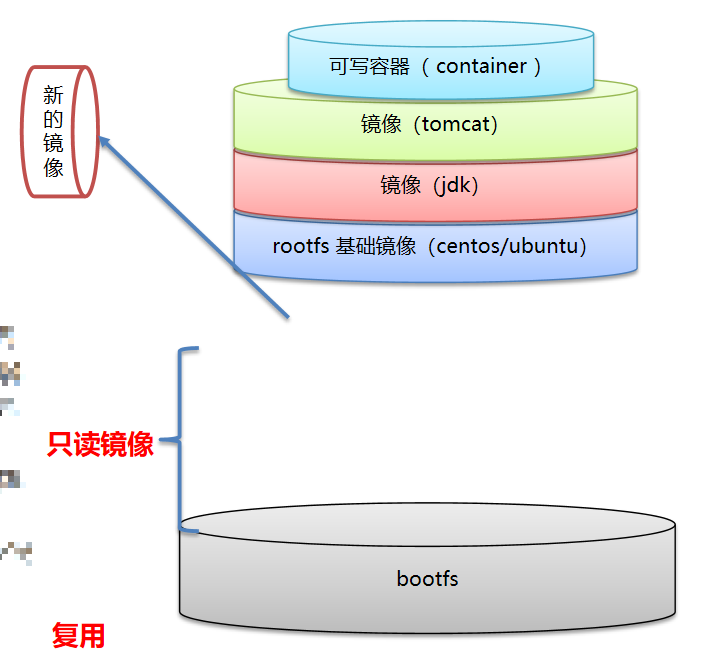 可写容器（ container ）
新的镜像
镜像（tomcat）
镜像（jdk）
rootfs 基础镜像（centos/ubuntu）
只读镜像
bootfs
复用